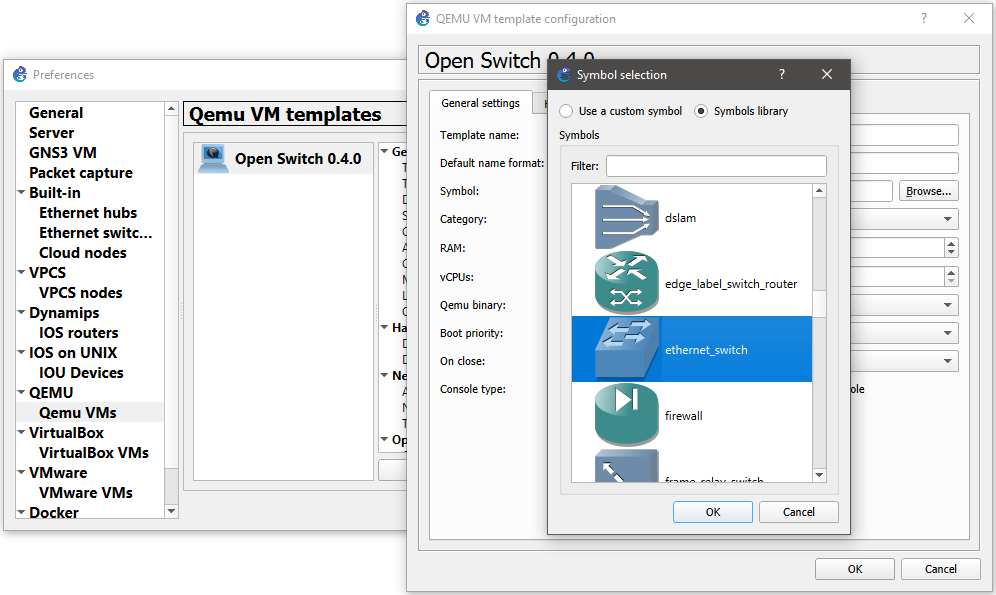 Preferences
General
Server
GNS3 VM
Packet capture
Built-in
Ethernet hubs
Ethernet switc...
Cloud nodes
VPCS
VPCS nodes
Dynamips
IOS routers
IOS on UNIX
IOU Devices
QEMU
Qemu VMs
VirtualBox
VirtualBox VMs
VMware
VMware VMs
Docker
Qemu VM templates
Open Switch 0.4.0
Ge
Ha
Ne
Op
QEMU VM template configuration
?
Open Switch 0.4.0
General settings
Template name:
Default name format:
Symbol:
Browse...
Category:
RAM:
vCPUs:
Qemu binary:
Boot priority:
On close:
Console type:
ole
OK
Cancel
Symbol selection
?
Use a custom symbol
Symbols library
Symbols
Filter:
dslam
edge_label_switch_router
ethernet_switch
firewall
frame_relay_switch
OK
Cancel